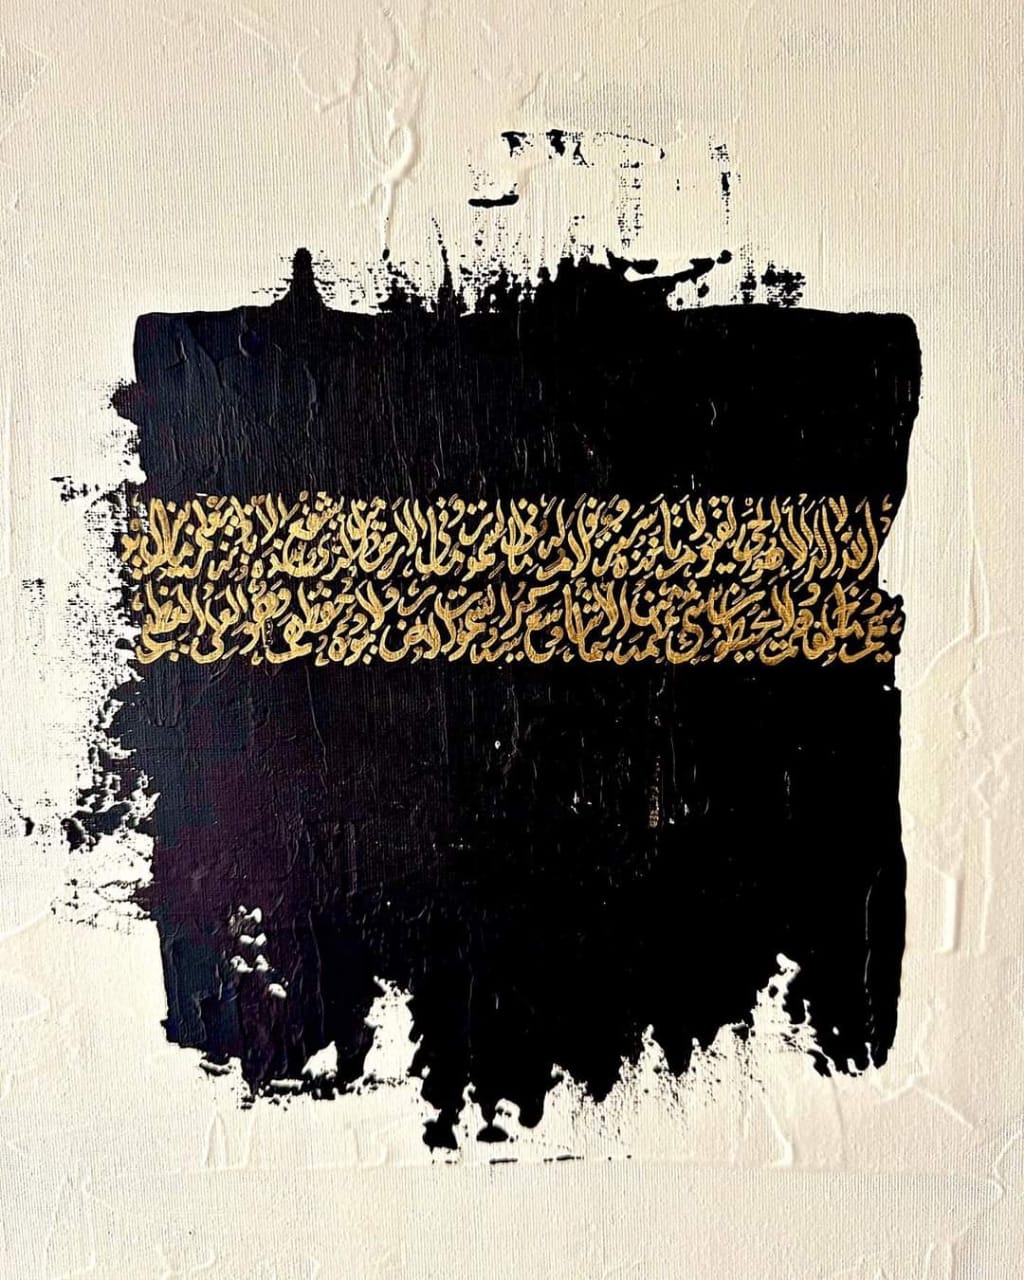 الله لا إله إلا هو الحي القيوم لا تأخذه سنة ولا نوم له ما في السموات وما في الأرض من ذا الذي يشفع عنده إلا بإذنه يعلم ما بين
أيديهم وما خلفهم ولا يحيطون بشيء من علمه إلا بما شاء وسع كرسيه السموات والأرض ولا يؤوده حفظهما وهو العلي العظيم